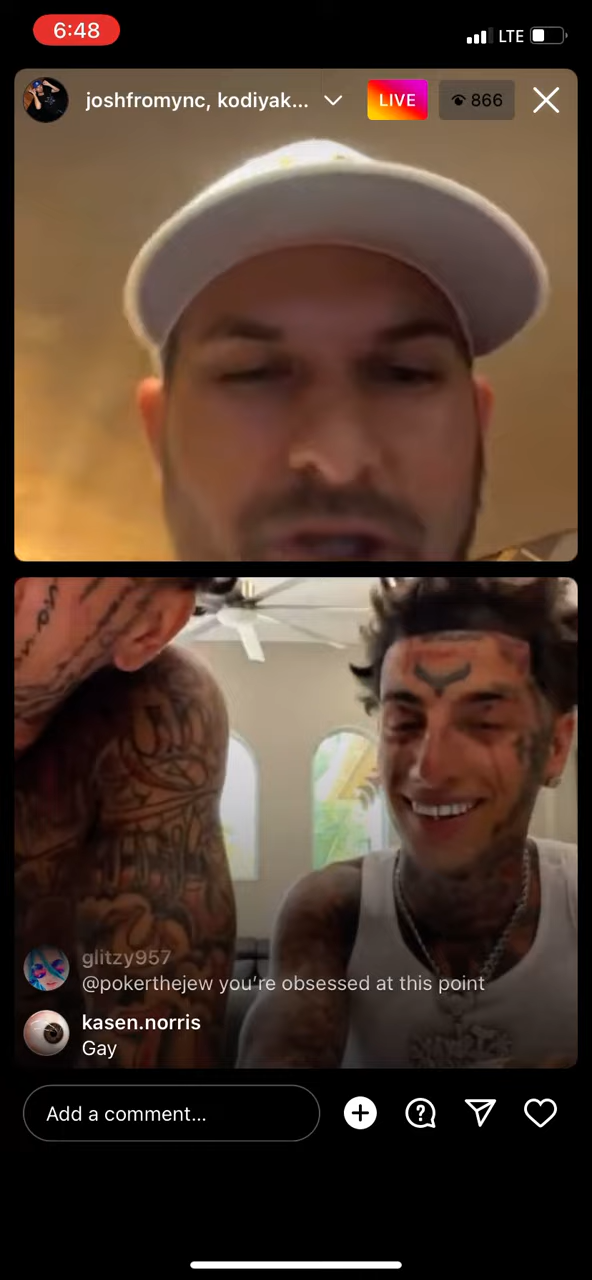 6:48
LTE
joshfromync, kodiyak...
LIVE
866
glitzy957
@pokerthejew you're obsessed at this point
kasen.norris
Gay
Add a comment...